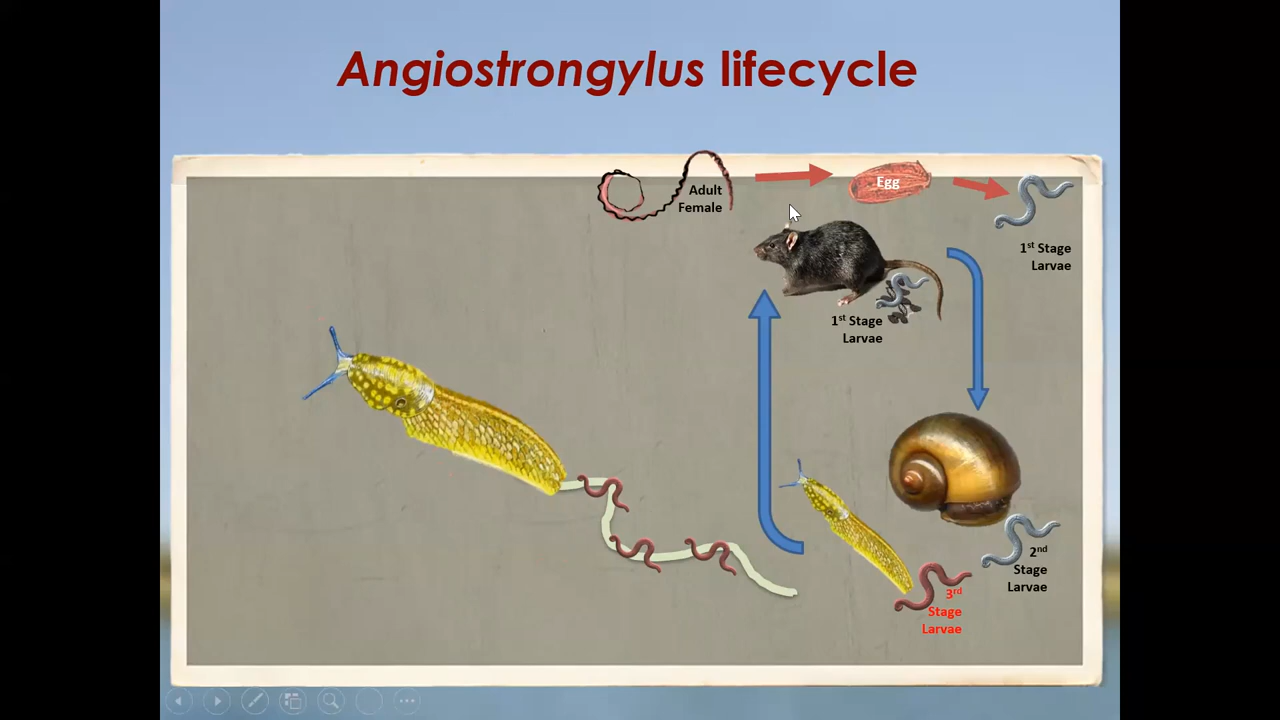 Angiostrongylus lifecycle
Adult
Female
Egg
1st Stage
Larvae
1st Stage
Larvae
2nd
Stage
Larvae
3rd
Stage
Larvae